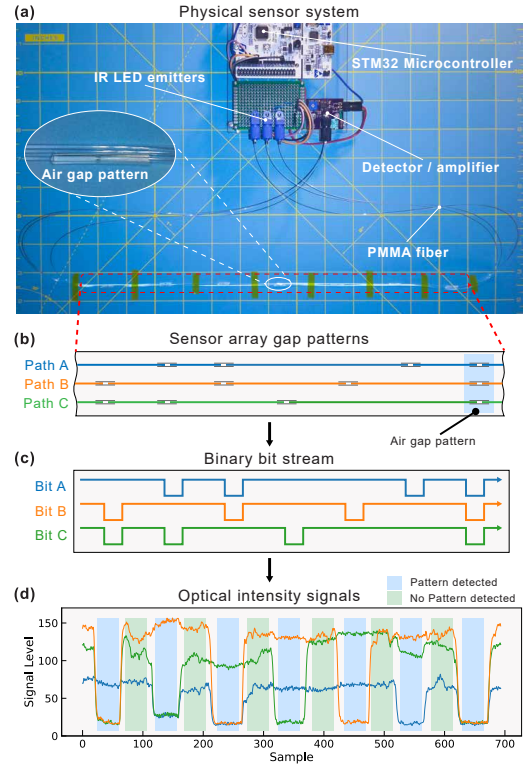 (a) Physical sensor system
STM32 Microcontroller
IR LED emitters
Detector / amplifier
Air gap pattern
PMMA fiber
(b) Sensor array gap patterns
Path A
Path B
Path C
Air gap pattern
(c) Binary bit stream
Bit A
Bit B
Bit C
(d) Optical intensity signals
Pattern detected
No Pattern detected
Signal Level
150
100
50
0
0 100 200 300 400 500 600 700
Sample